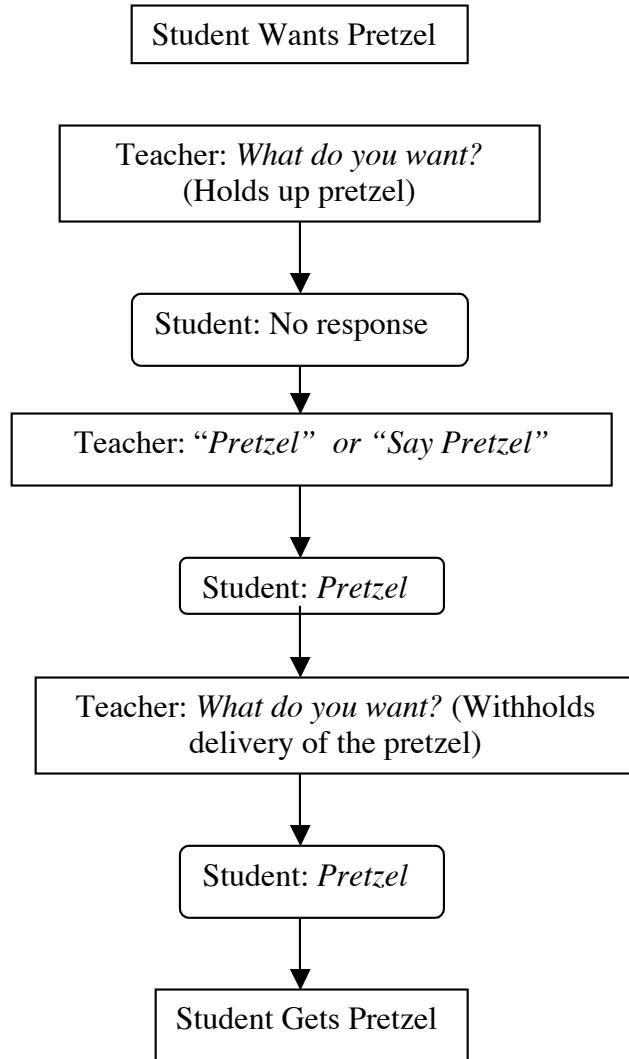 Student Wants Pretzel
Teacher: What do you want?
(Holds up pretzel)
Student: No response
Teacher: “Pretzel” or “Say Pretzel”
Student: Pretzel
Teacher: What do you want? (Withholds
delivery of the pretzel)
Student: Pretzel
Student Gets Pretzel